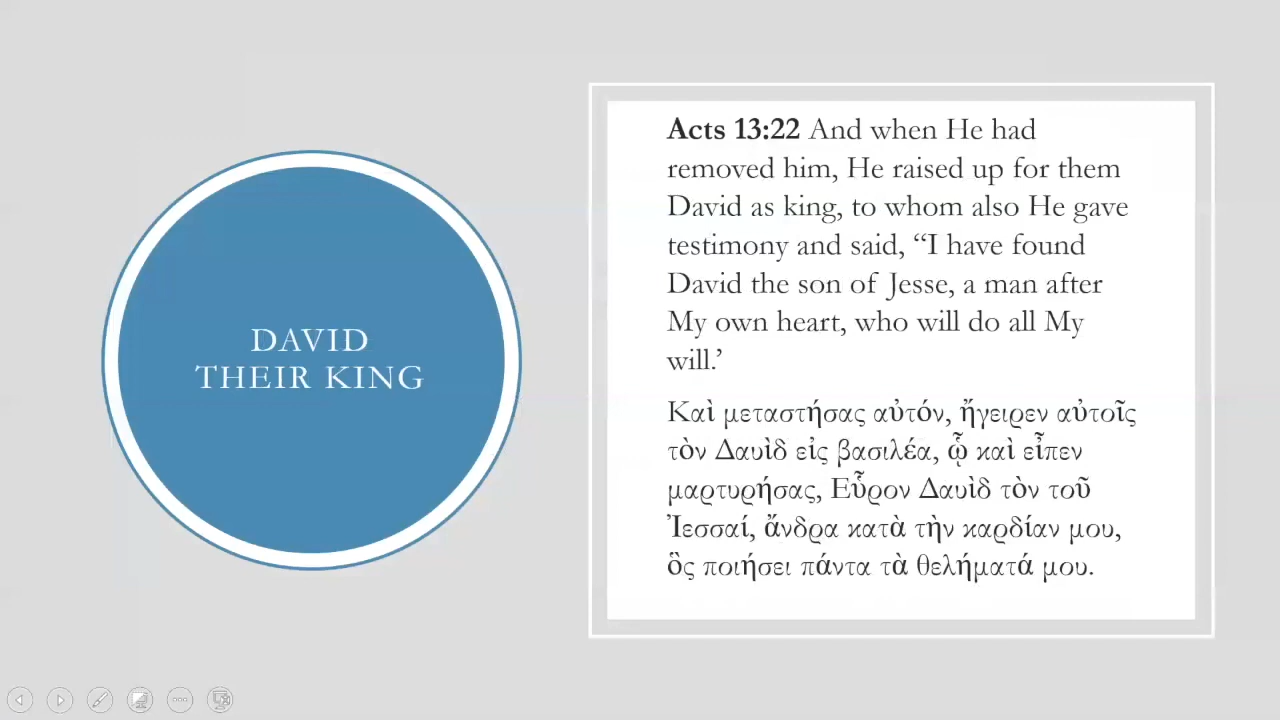 DAVID
THEIR KING
Acts 13:22 And when He had
removed him, He raised up for them
David as king, to whom also He gave
testimony and said, “I have found
David the son of Jesse, a man after
My own heart, who will do all My
will.’
Καὶ μεταστήσας αὐτόν, ἤγειρεν αὐτοῖς
τὸν Δαυὶδ εἰς βασιλέα, ᾧ καὶ εἶπεν
μαρτυρήσας, Εὗρον Δαυὶδ τὸν τοῦ
Ἰεσσαί, ἄνδρα κατὰ τὴν καρδίαν μου,
ὃς ποιήσει πάντα τὰ θελήματά μου.